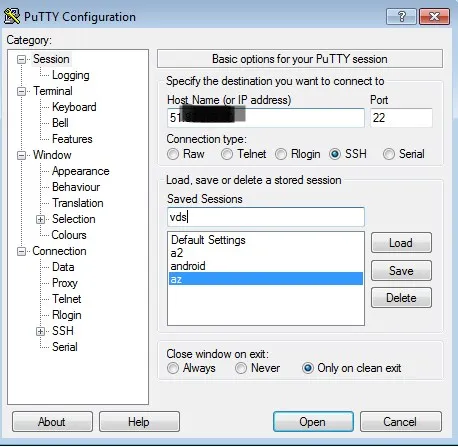 PuTTY Configuration
Category:
Session
Logging
Terminal
Keyboard
Bell
Features
Window
Appearance
Behaviour
Translation
Selection
Colours
Connection
Data
Proxy
Telnet
Rlogin
SSH
Serial
Basic options for your PuTTY session
Specify the destination you want to connect to
Host Name (or IP address) Port
51 22
Connection type:
Raw Telnet Rlogin SSH Serial
Load, save or delete a stored session
Saved Sessions
vds
Default Settings
a2
android
az
Load
Save
Delete
Close window on exit:
Always Never Only on clean exit
About Help Open Cancel